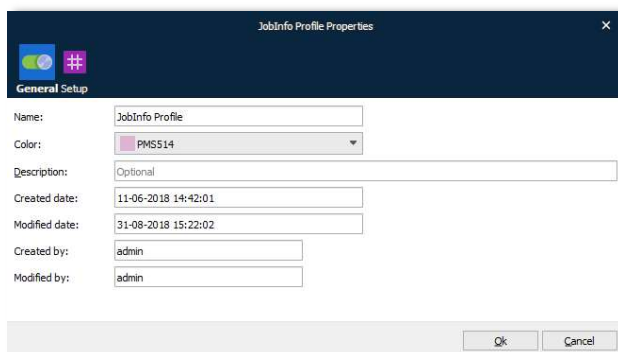 JobInfo Profile Properties
General Setup
Name: JobInfo Profile
Color: PMS514
Description: Optional
Created date: 11-06-2018 14:42:01
Modified date: 31-08-2018 15:22:02
Created by: admin
Modified by: admin
Ok Cancel